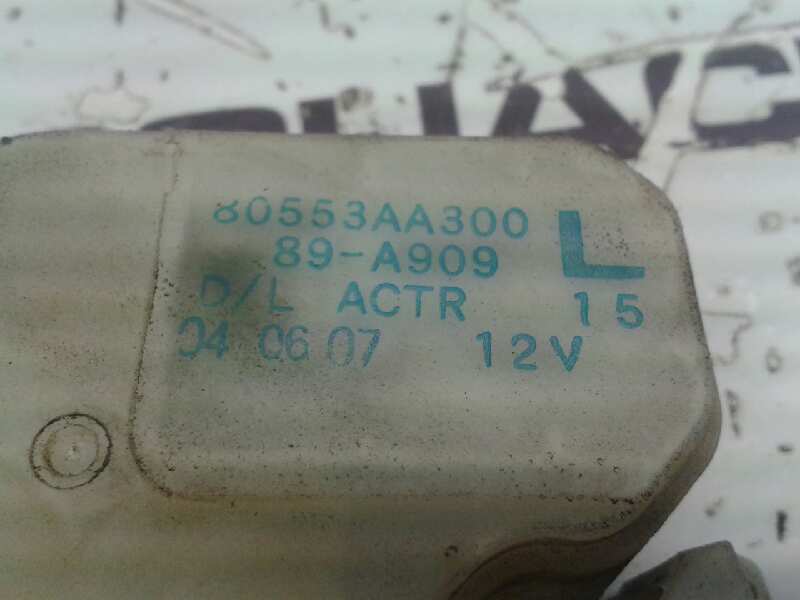 80553AA300
89-A909 L
D/L ACTR 15
04 06 07 12V